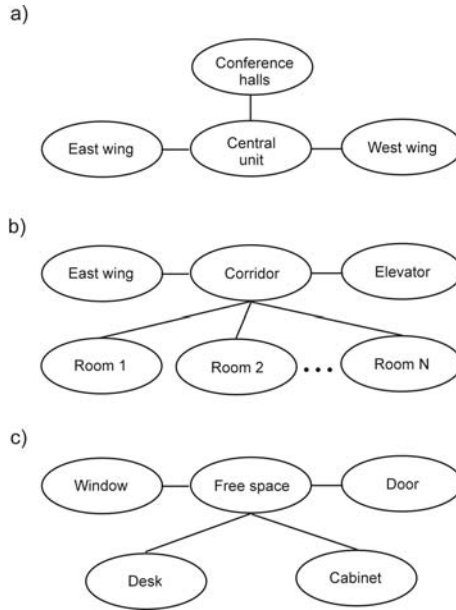 a)
Conference
halls
East wing
Central
unit
West wing
b)
East wing
Corridor
Elevator
Room 1
Room 2
...
Room N
c)
Window
Free space
Door
Desk
Cabinet